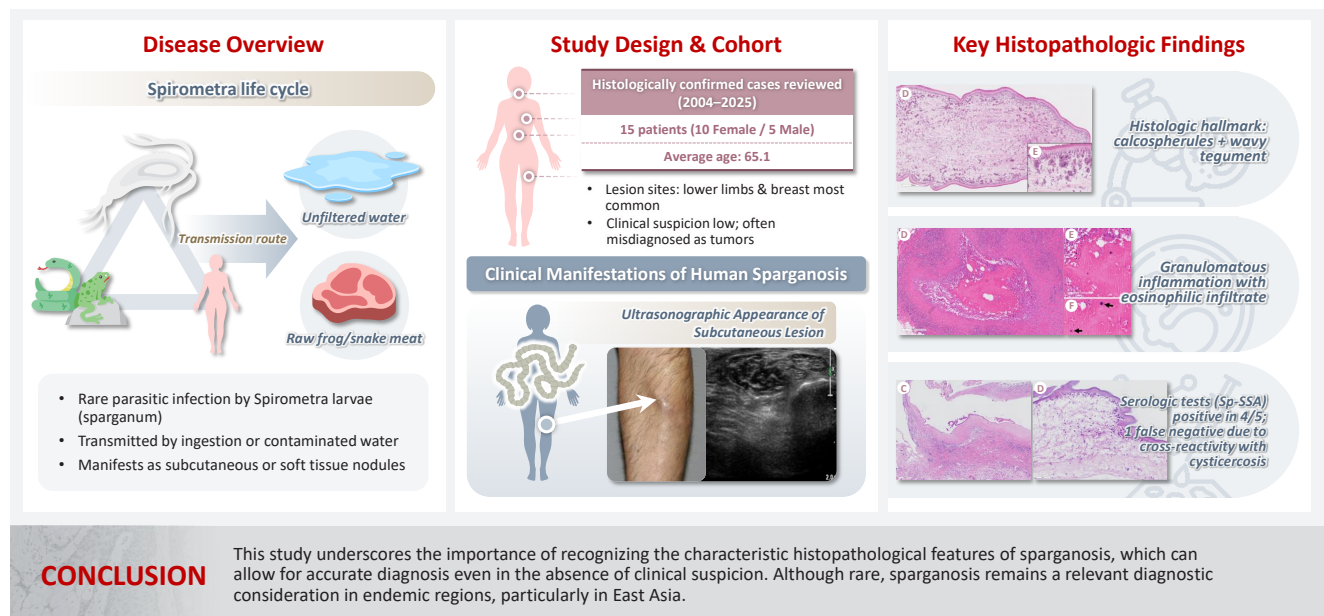 Disease Overview
Spirometra life cycle
Transmission route
Unfiltered water
Raw frog/snake meat
• Rare parasitic infection by Spirometra larvae
(sparganum)
• Transmitted by ingestion or contaminated water
• Manifests as subcutaneous or soft tissue nodules
Study Design & Cohort
Histologically confirmed cases reviewed
(2004–2025)
15 patients (10 Female / 5 Male)
Average age: 65.1
• Lesion sites: lower limbs & breast most
common
• Clinical suspicion low; often
misdiagnosed as tumors
Clinical Manifestations of Human Sparganosis
Ultrasonographic Appearance of
Subcutaneous Lesion
Key Histopathologic Findings
D
E
Histologic hallmark:
calcospherules + wavy
tegument
D
E
F
Granulomatous
inflammation with
eosinophilic infiltrate
C
D
Serologic tests (Sp-SSA)
positive in 4/5;
1 false negative due to
cross-reactivity with
cysticercosis
CONCLUSION
This study underscores the importance of recognizing the characteristic histopathological features of sparganosis, which can
allow for accurate diagnosis even in the absence of clinical suspicion. Although rare, sparganosis remains a relevant diagnostic
consideration in endemic regions, particularly in East Asia.